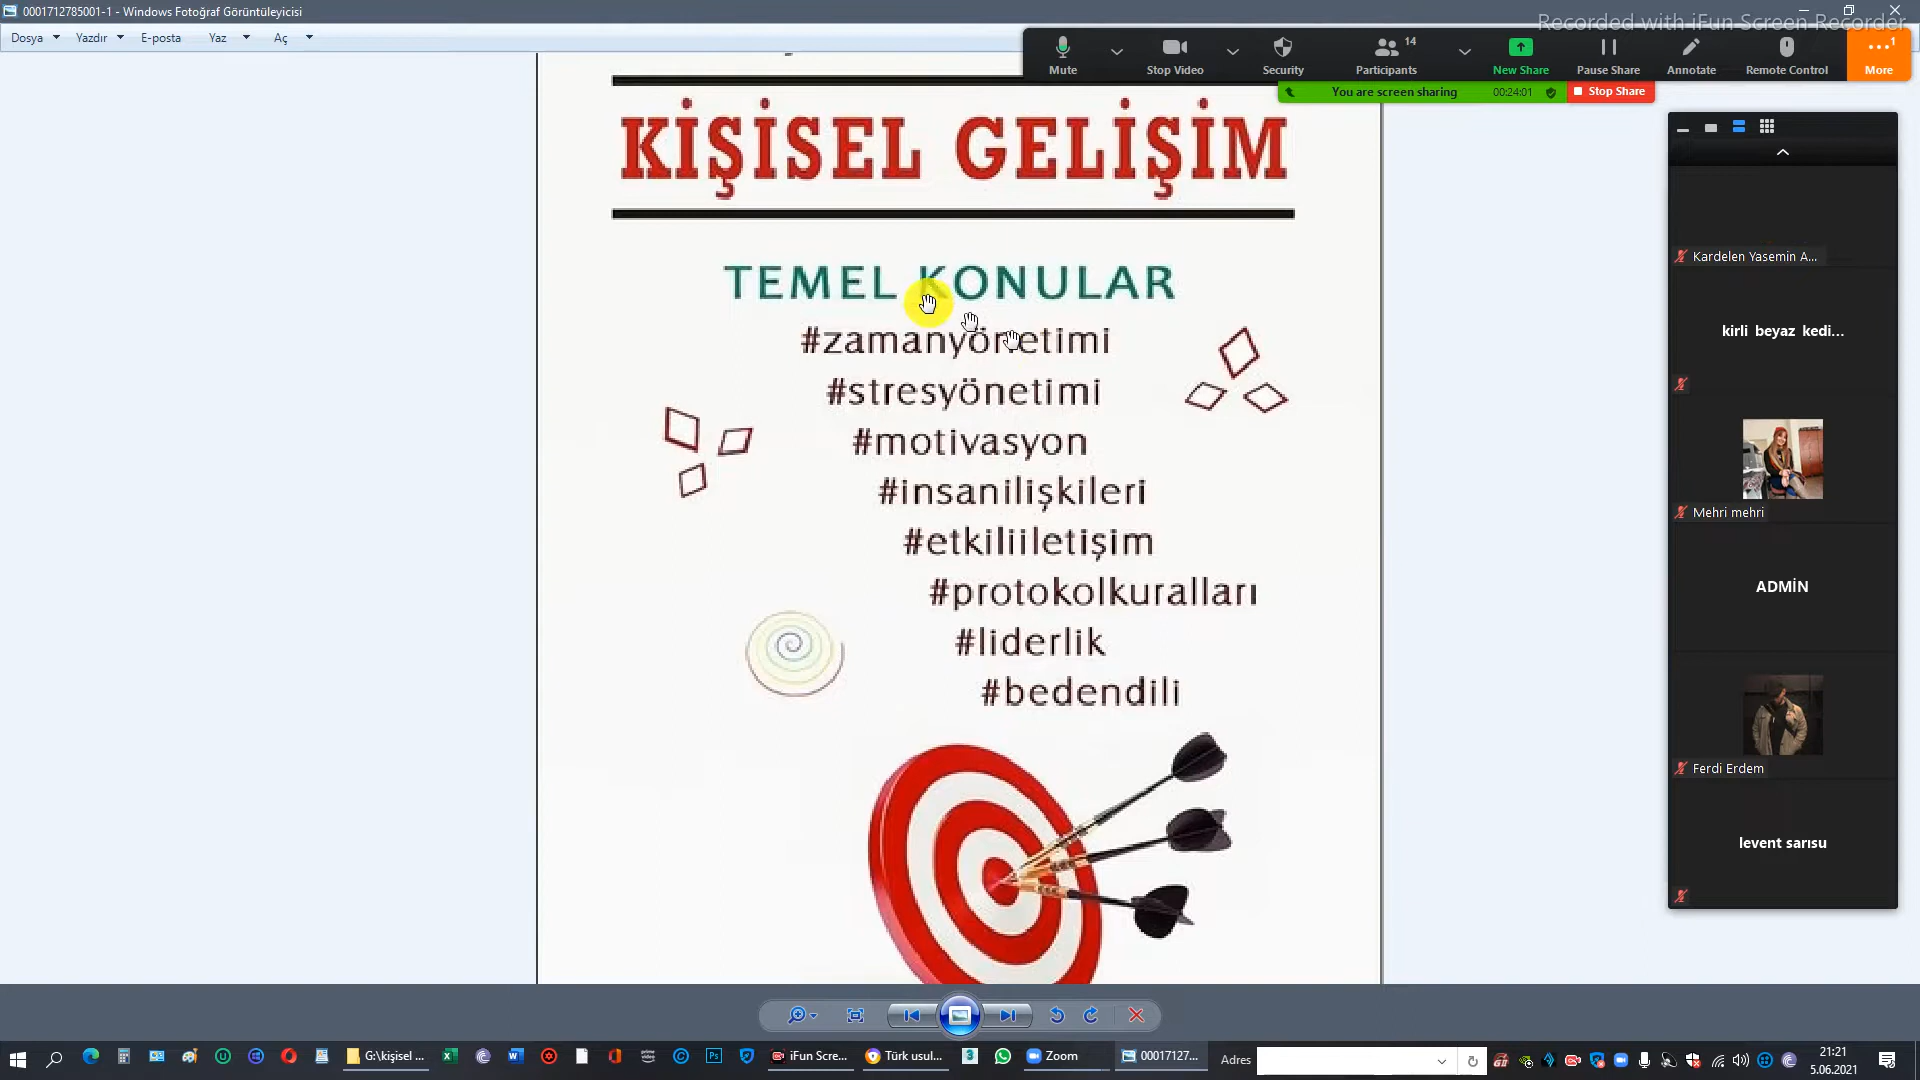 0001712785001-1 - Windows Fotoğraf Görüntüleyicisi
Recorded with iFun Screen Recorder
Dosya Yazdır E-posta Yaz Aç
14
1
Mute Stop Video Security Participants New Share Pause Share Annotate Remote Control More
You are screen sharing 00:24:01 Stop Share
KİŞİSEL GELİŞİM
TEMEL KONULAR
#zamanyönetimi
#stresyönetimi
#motivasyon
#insanilişkileri
#etkiliiletişim
#protokolkuralları
#liderlik
#bedendili
Kardelen Yasemin A...
kirli beyaz kedi...
Mehri mehri
ADMİN
Ferdi Erdem
levent sarısu
G:\kişisel ... iFun Scre... Türk usul... Zoom 00017127... Adres
21:21
5.06.2021